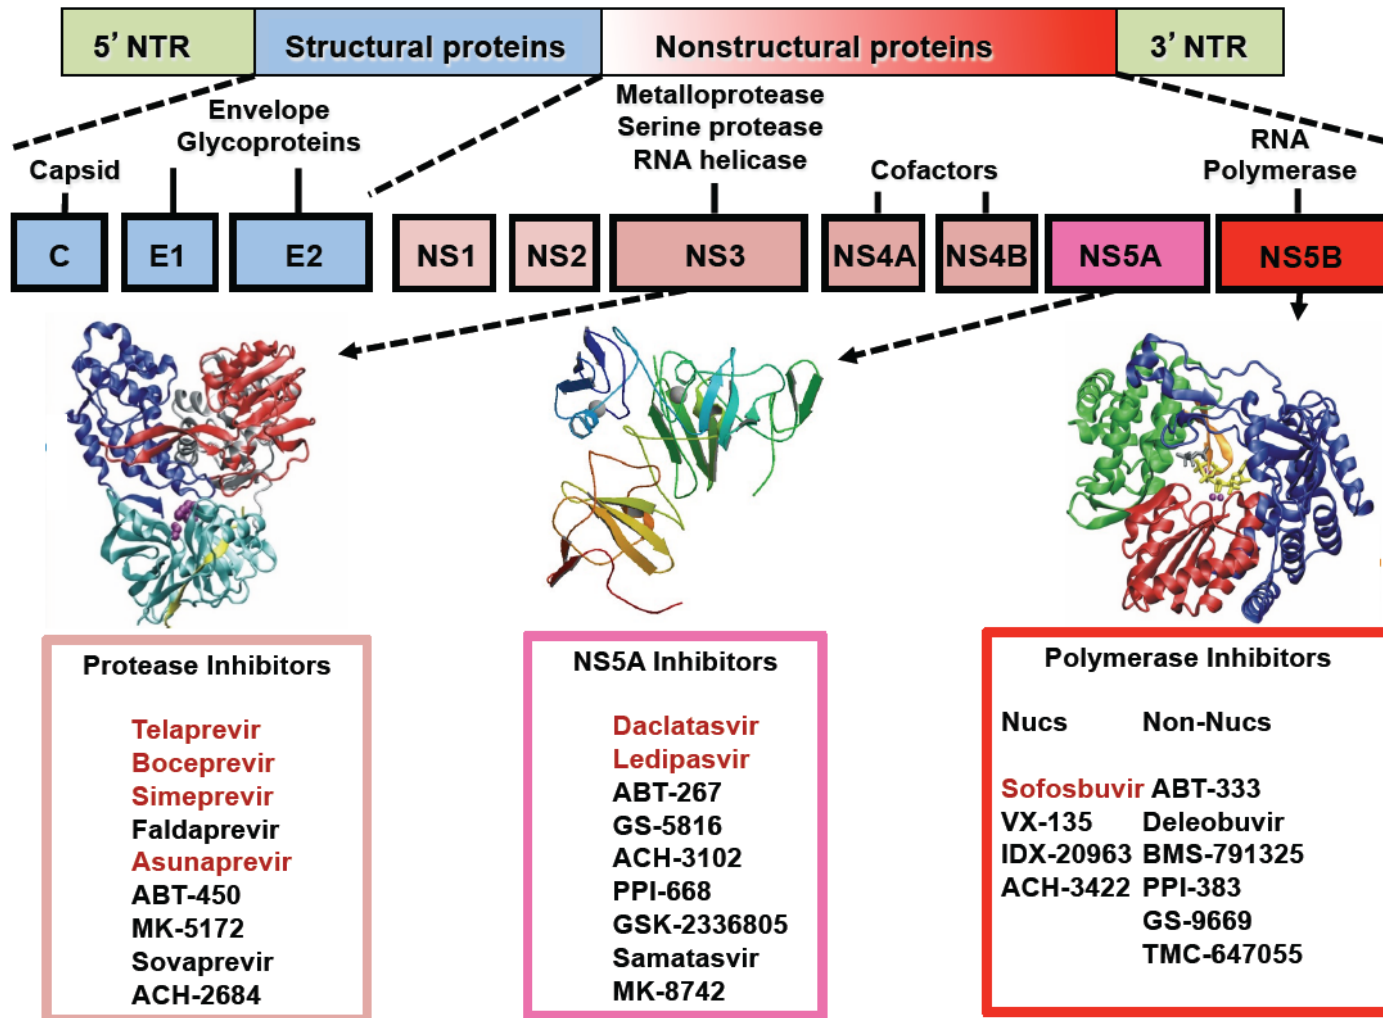 5' NTR
Structural proteins
Nonstructural proteins
3' NTR
Envelope
Glycoproteins
Metalloprotease
Serine protease
RNA helicase
Capsid
Cofactors
RNA
Polymerase
C
E1
E2
NS1
NS2
NS3
NS4A
NS4B
NS5A
NS5B
Protease Inhibitors
Telaprevir
Boceprevir
Simeprevir
Faldaprevir
Asunaprevir
ABT-450
MK-5172
Sovaprevir
ACH-2684
NS5A Inhibitors
Daclatasvir
Ledipasvir
ABT-267
GS-5816
ACH-3102
PPI-668
GSK-2336805
Samatasvir
MK-8742
Polymerase Inhibitors
Nucs
Sofosbuvir
VX-135
IDX-20963
ACH-3422
Non-Nucs
ABT-333
Deleobuvir
BMS-791325
PPI-383
GS-9669
TMC-647055